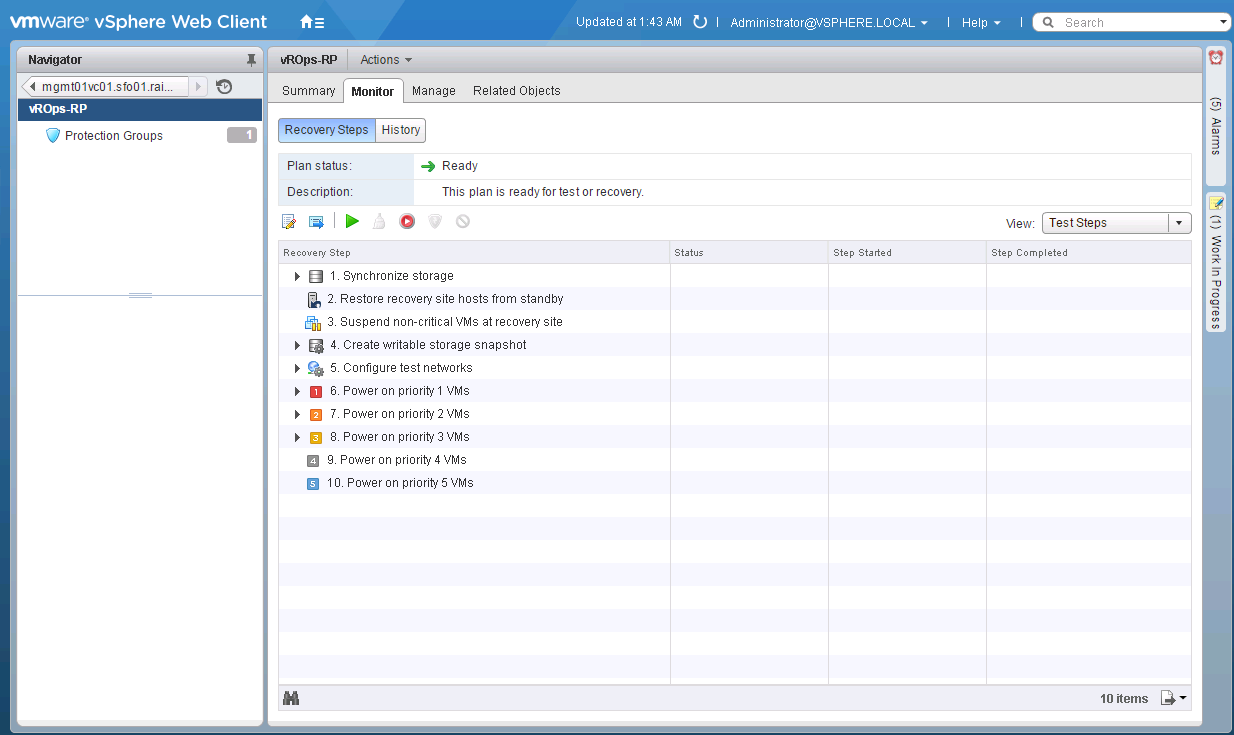 vmware® vSphere Web Client
Updated at 1:43 AM
Administrator@VSPHERE.LOCAL
Help
Search
Navigator
mgmt01vc01.sfo01.rai...
vROps-RP
Protection Groups
1
vROps-RP
Actions
Summary
Monitor
Manage
Related Objects
Recovery Steps
History
Plan status:
Ready
Description:
This plan is ready for test or recovery.
View:
Test Steps
Recovery Step
Status
Step Started
Step Completed
1. Synchronize storage
2. Restore recovery site hosts from standby
3. Suspend non-critical VMs at recovery site
4. Create writable storage snapshot
5. Configure test networks
1 6. Power on priority 1 VMs
2 7. Power on priority 2 VMs
3 8. Power on priority 3 VMs
4 9. Power on priority 4 VMs
5 10. Power on priority 5 VMs
10 items
(5) Alarms
(1) Work In Progress